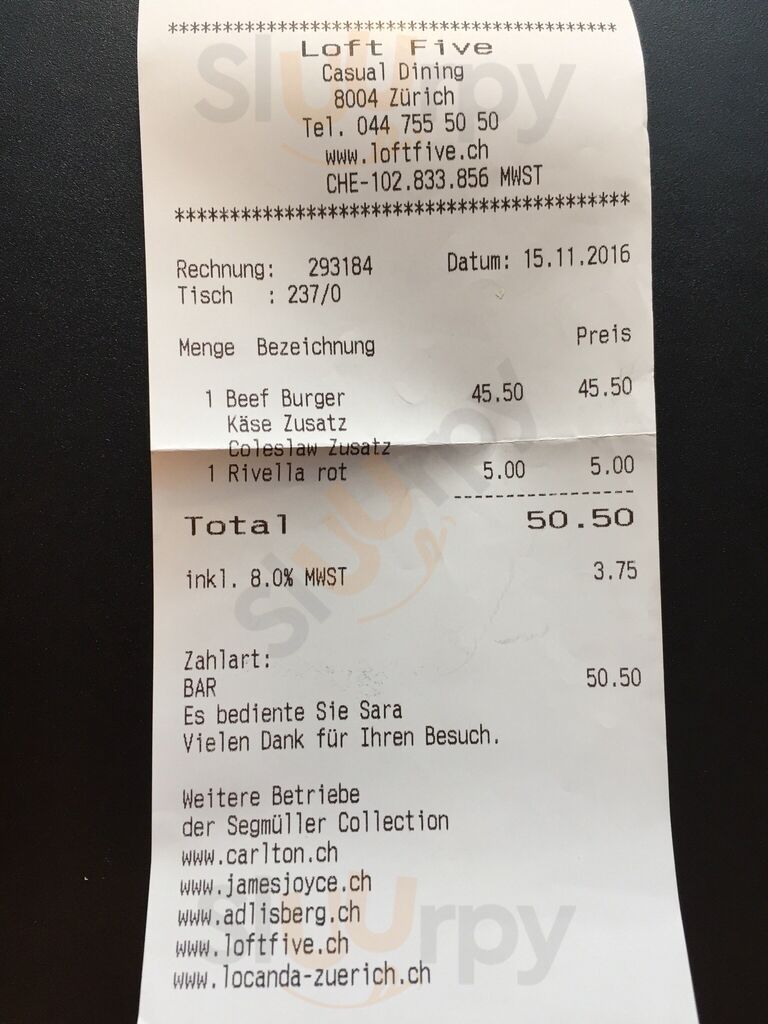 ******************************************
Loft Five
Casual Dining
8004 Zürich
Tel. 044 755 50 50
www.loftfive.ch
CHE-102.833.856 MWST
******************************************
Rechnung: 293184 Datum: 15.11.2016
Tisch : 237/0
Menge Bezeichnung Preis
1 Beef Burger 45.50 45.50
Käse Zusatz
Coleslaw Zusatz
1 Rivella rot 5.00 5.00
--------------------
Total 50.50
inkl. 8.0% MWST 3.75
Zahlart:
BAR 50.50
Es bediente Sie Sara
Vielen Dank für Ihren Besuch.
Weitere Betriebe
der Segmüller Collection
www.carlton.ch
www.jamesjoyce.ch
www.adlisberg.ch
www.loftfive.ch
www.locanda-zuerich.ch
Sluurpy
Sluurpy
Sluurpy